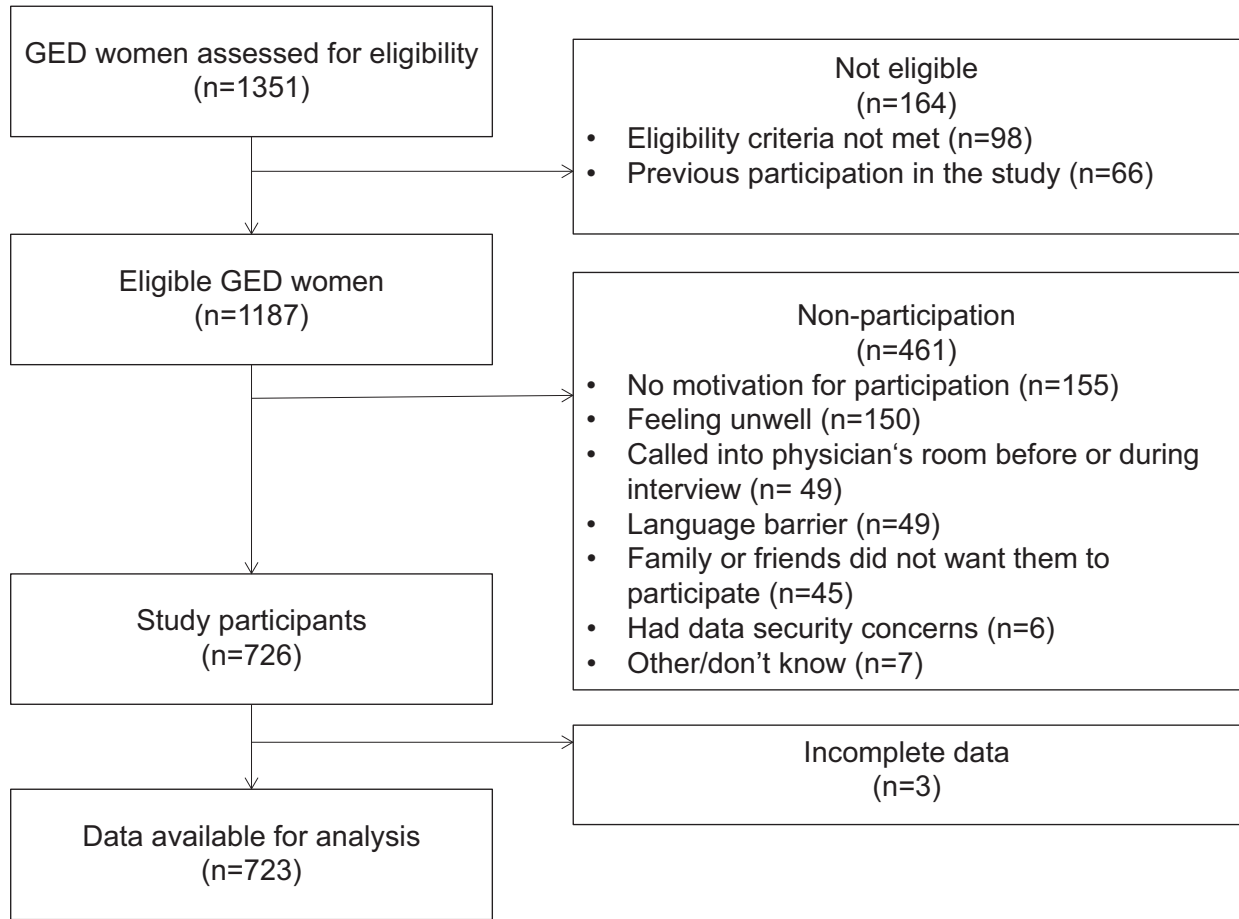 GED women assessed for eligibility
(n=1351)
Not eligible
(n=164)
• Eligibility criteria not met (n=98)
• Previous participation in the study (n=66)
Eligible GED women
(n=1187)
Non-participation
(n=461)
• No motivation for participation (n=155)
• Feeling unwell (n=150)
• Called into physician‘s room before or during
interview (n= 49)
• Language barrier (n=49)
• Family or friends did not want them to
participate (n=45)
• Had data security concerns (n=6)
• Other/don’t know (n=7)
Study participants
(n=726)
Incomplete data
(n=3)
Data available for analysis
(n=723)